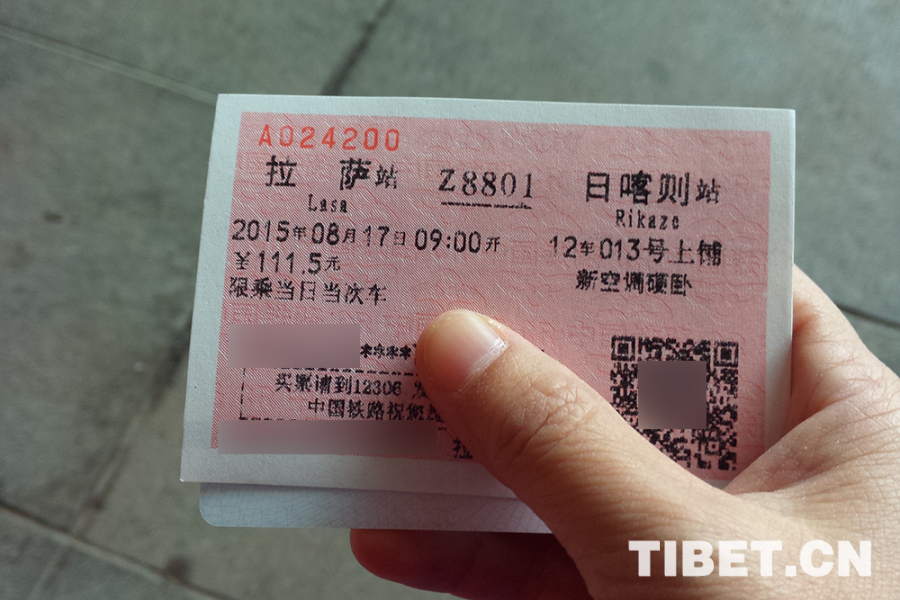 A024200
拉 萨站 Z8801 日喀则站
Lasa Rikaze
2015年08月17日09:00开 12车013号上铺
￥111.5元 新空调硬卧
限乘当日当次车
****
买票请到12306
中国铁路祝您
拉
TIBET.CN